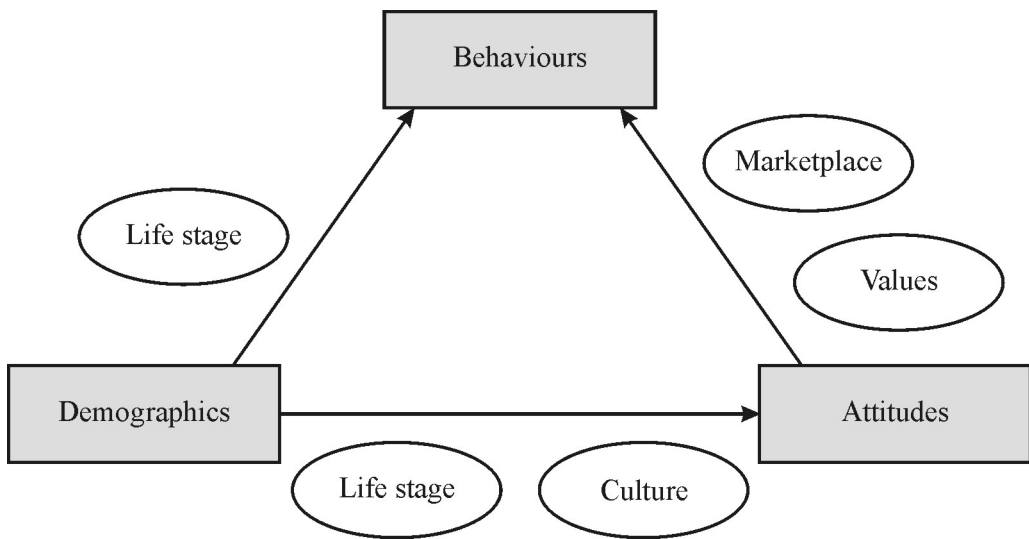 Behaviours
Marketplace
Life stage
Values
Demographics
Attitudes
Life stage
Culture